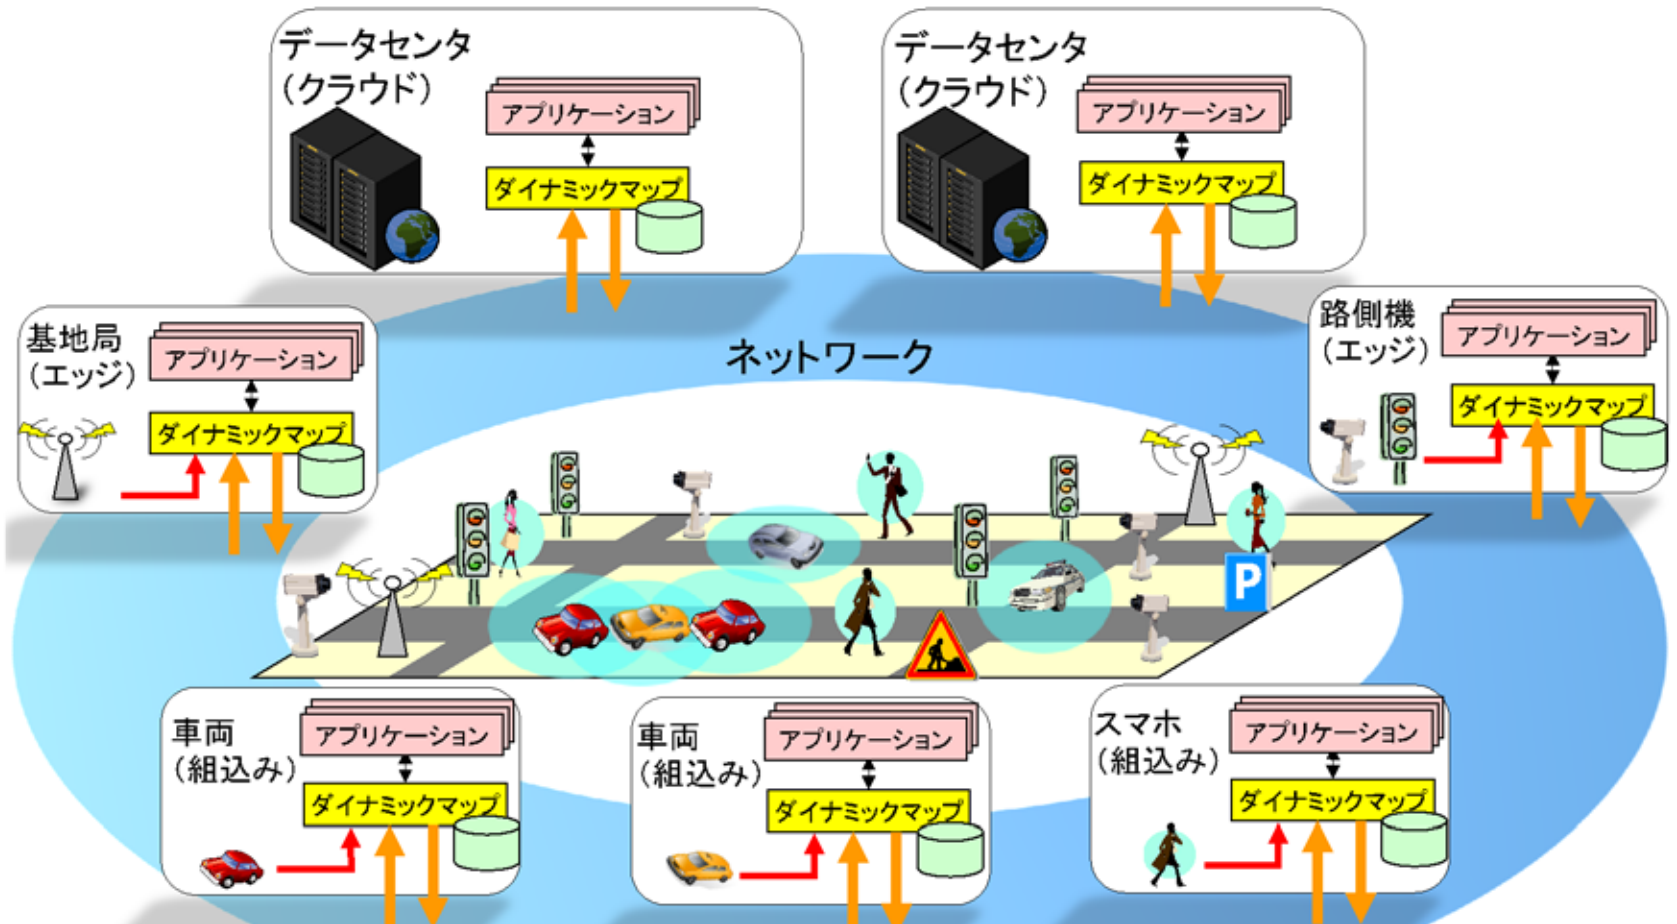 データセンタ
(クラウド)
アプリケーション
ダイナミックマップ
データセンタ
(クラウド)
アプリケーション
ダイナミックマップ
基地局
(エッジ)
アプリケーション
ダイナミックマップ
ネットワーク
路側機
(エッジ)
アプリケーション
ダイナミックマップ
P
車両
(組込み)
アプリケーション
ダイナミックマップ
車両
(組込み)
アプリケーション
ダイナミックマップ
スマホ
(組込み)
アプリケーション
ダイナミックマップ